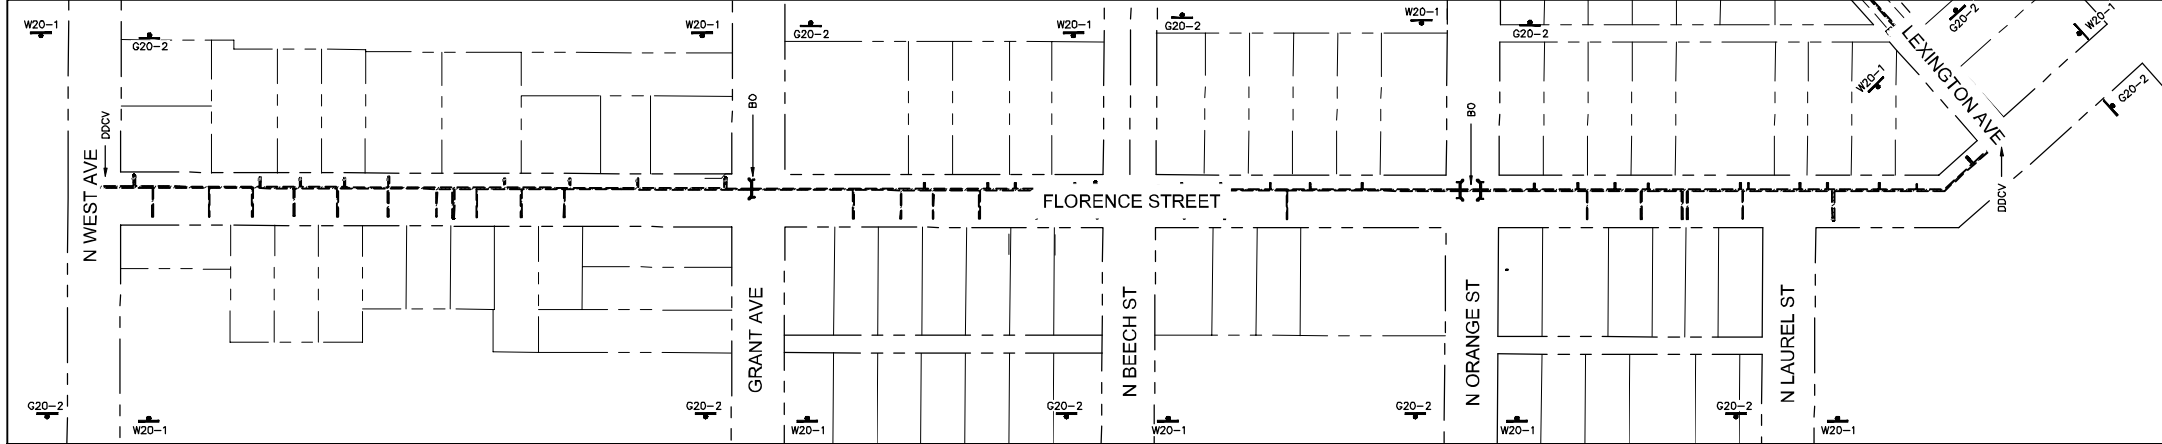 W20-1
G20-2
W20-1
G20-2
W20-1
G20-2
W20-1
G20-2
G20-2
W20-1
W20-1
G20-2
LEXINGTON AVE
DDCV
BO
BO
DDCV
N WEST AVE
FLORENCE STREET
GRANT AVE
N BEECH ST
N ORANGE ST
N LAUREL ST
G20-2
W20-1
G20-2
W20-1
G20-2
W20-1
G20-2
W20-1
G20-2
W20-1